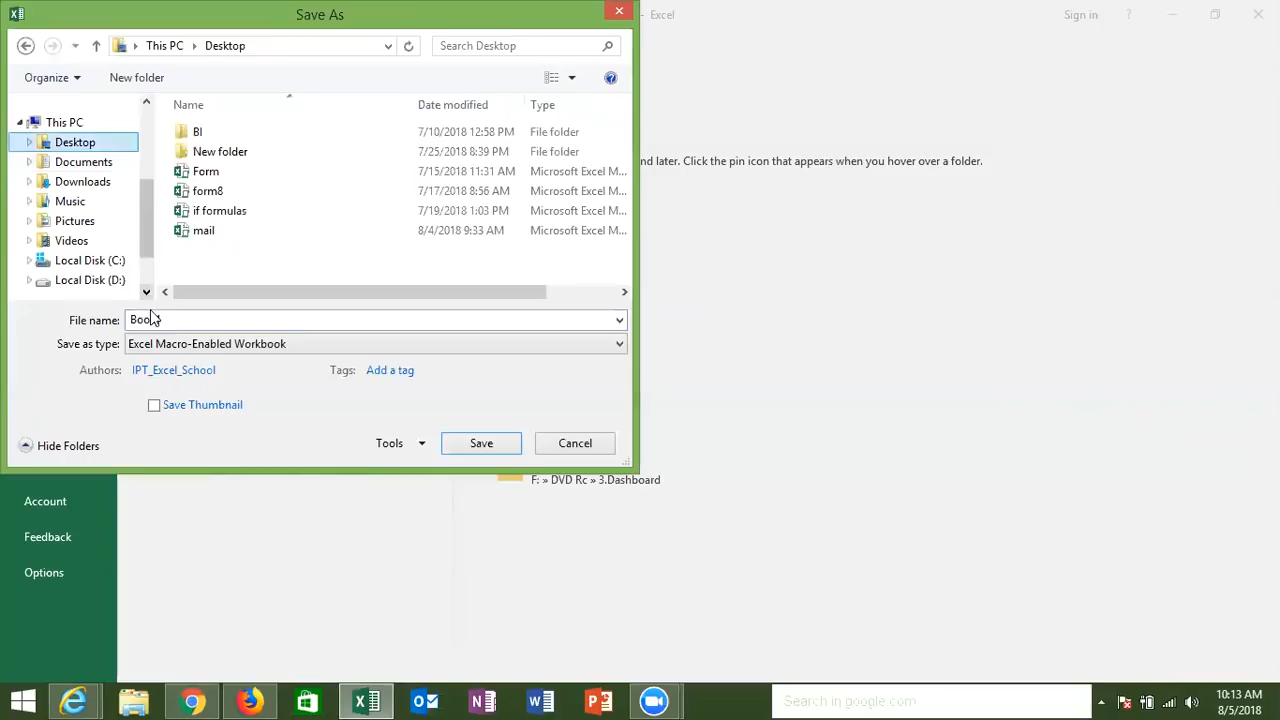 Save As
- Excel
Sign in
This PC
Desktop
Search Desktop
Organize
New folder
Name
Date modified
Type
This PC
Desktop
Documents
Downloads
Music
Pictures
Videos
Local Disk (C:)
Local Disk (D:)
BI 7/10/2018 12:58 PM File folder
New folder 7/25/2018 8:39 PM File folder
Form 7/15/2018 11:31 AM Microsoft Excel M...
form8 7/17/2018 8:56 AM Microsoft Excel M...
if formulas 7/19/2018 1:03 PM Microsoft Excel M...
mail 8/4/2018 9:33 AM Microsoft Excel M...
nd later. Click the pin icon that appears when you hover over a folder.
File name:
Save as type: Excel Macro-Enabled Workbook
Authors: IPT_Excel_School
Tags: Add a tag
Save Thumbnail
Hide Folders
Tools
Save
Cancel
F: » DVD Rc » 3.Dashboard
Account
Feedback
Options
Search in google.com
10:13 AM
8/5/2018